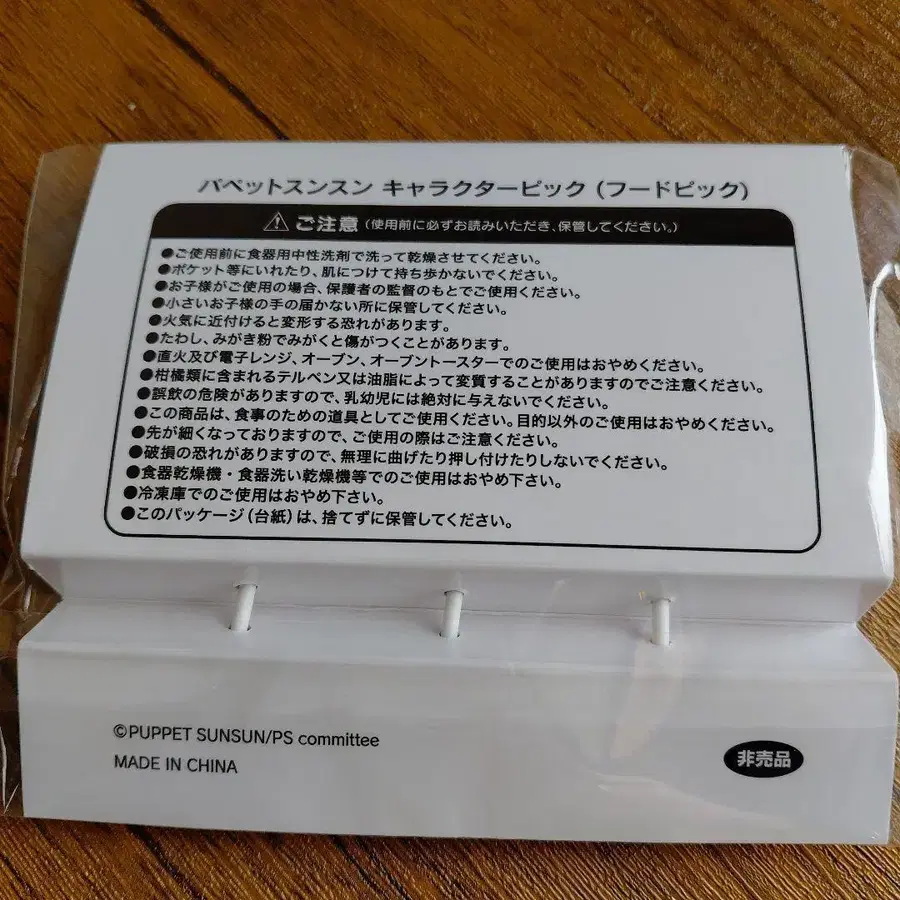 パペットスンスン キャラクターピック (フードピック)
ご注意 (使用前に必ずお読みいただき、保管してください。)
●ご使用前に食器用中性洗剤で洗って乾燥させてください。
●ポケット等にいれたり、肌につけて持ち歩かないでください。
●お子様がご使用の場合、保護者の監督のもとでご使用ください。
●小さいお子様の手の届かない所に保管してください。
●火気に近付けると変形する恐れがあります。
●たわし、みがき粉でみがくと傷がつくことがあります。
●直火及び電子レンジ、オーブン、オーブントースターでのご使用はおやめください。
●柑橘類に含まれるテルペン又は油脂によって変質することがありますのでご注意ください。
●誤飲の危険がありますので、乳幼児には絶対に与えないでください。
●この商品は、食事のための道具としてご使用ください。目的以外のご使用はおやめください。
●先が細くなっておりますので、ご使用の際はご注意ください。
●破損の恐れがありますので、無理に曲げたり押し付けたりしないでください。
●食器乾燥機・食器洗い乾燥機等でのご使用はおやめ下さい。
●冷凍庫でのご使用はおやめ下さい。
●このパッケージ(台紙)は、捨てずに保管してください。
©PUPPET SUNSUN/PS committee
MADE IN CHINA
非売品